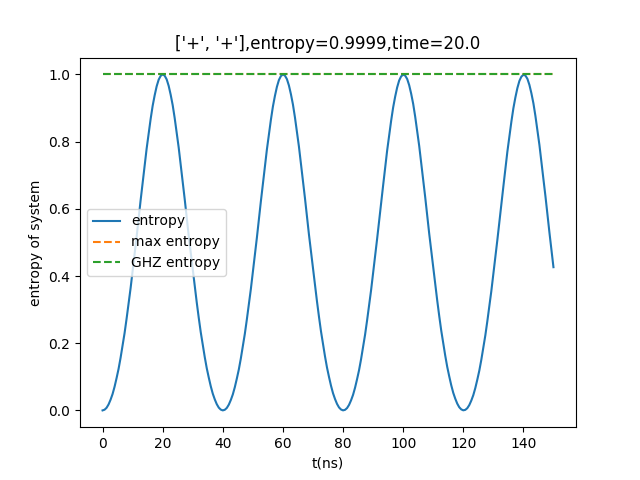 ['+', '+'],entropy=0.9999,time=20.0
1.0
0.8
0.6
0.4
0.2
0.0
entropy of system
entropy
max entropy
GHZ entropy
0 20 40 60 80 100 120 140
t(ns)